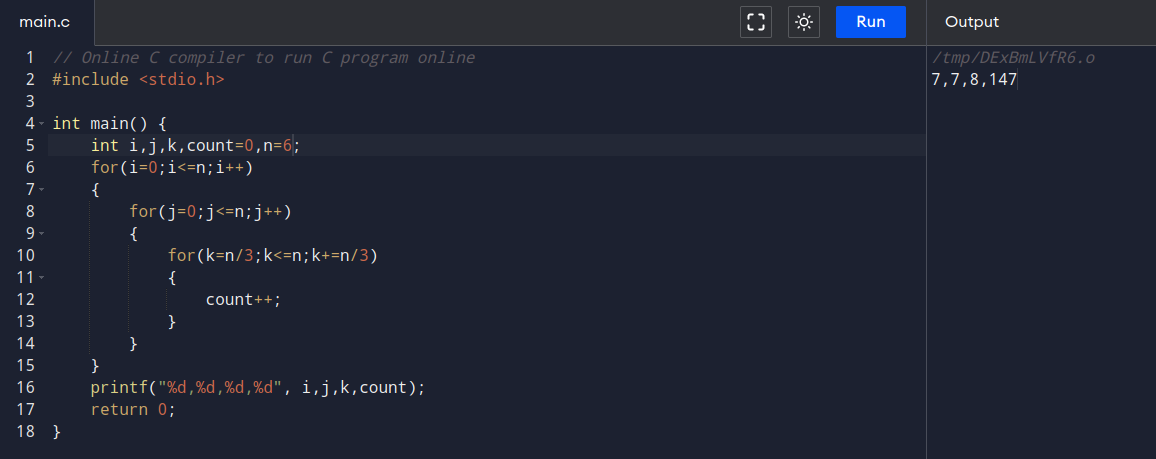 main.c
Run
Output
1 // Online C compiler to run C program online
2 #include <stdio.h>
3
4 int main() {
5     int i,j,k,count=0,n=6;
6     for(i=0;i<=n;i++)
7     {
8         for(j=0;j<=n;j++)
9         {
10             for(k=n/3;k<=n;k+=n/3)
11             {
12                 count++;
13             }
14         }
15     }
16     printf("%d,%d,%d,%d", i,j,k,count);
17     return 0;
18 }
/tmp/DExBmLVfR6.o
7,7,8,147